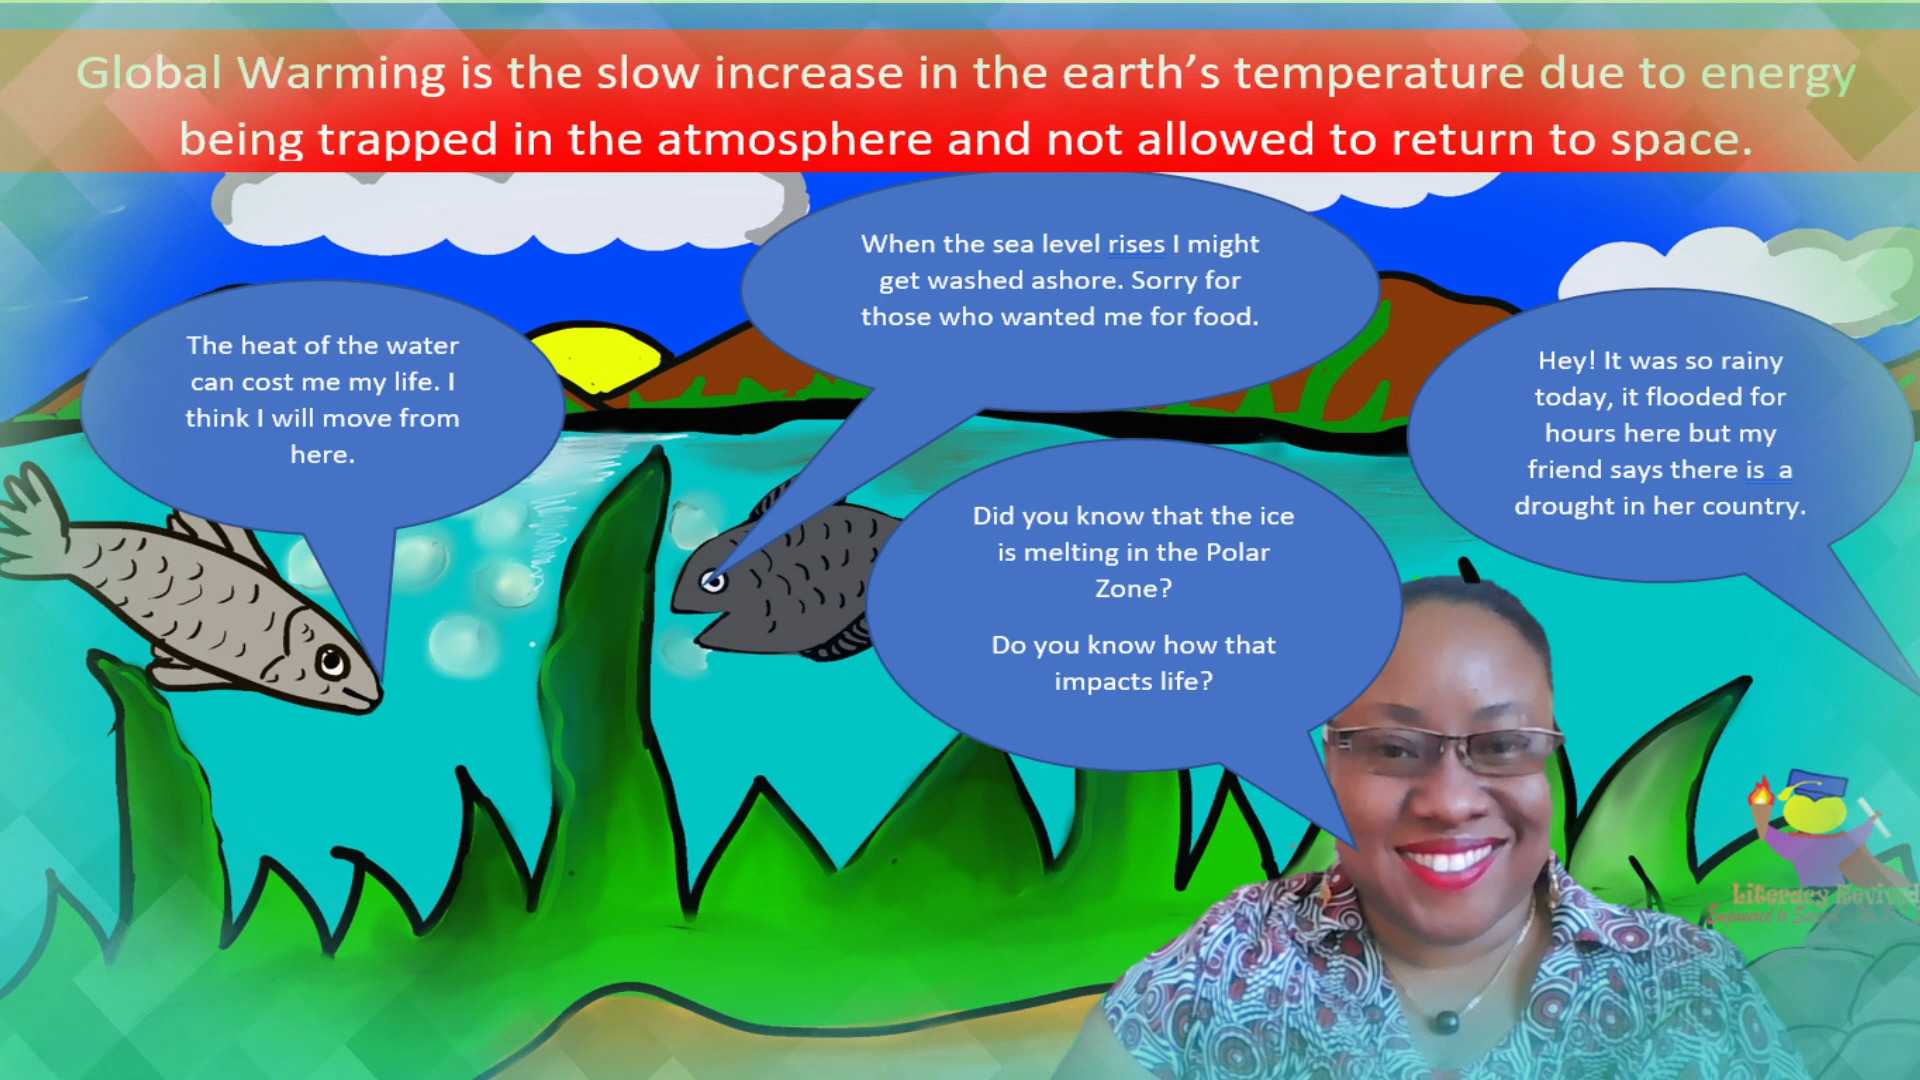 Global Warming is the slow increase in the earth’s temperature due to energy
being trapped in the atmosphere and not allowed to return to space.
The heat of the water
can cost me my life. I
think I will move from
here.
When the sea level rises I might
get washed ashore. Sorry for
those who wanted me for food.
Did you know that the ice
is melting in the Polar
Zone?
Do you know how that
impacts life?
Hey! It was so rainy
today, it flooded for
hours here but my
friend says there is a
drought in her country.
Literacy Revived
Empowered to